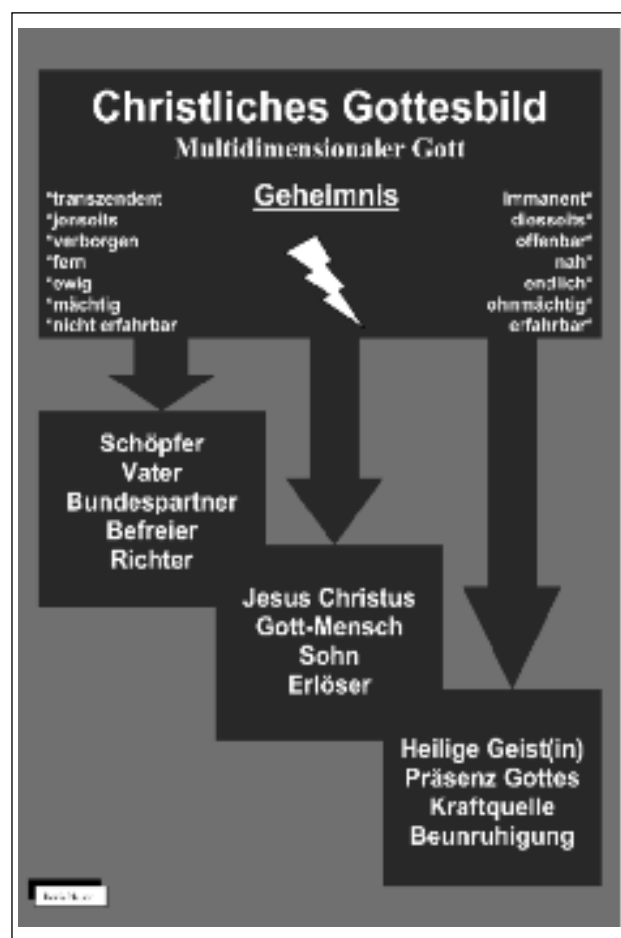 Christliches Gottesbild
Multidimensionaler Gott
Geheimnis
*transzendent
*jenseits
*verborgen
*fern
*ewig
*mächtig
*nicht erfahrbar
immanent*
diesseits*
offenbar*
nah*
endlich*
ohnmächtig*
erfahrbar*
Schöpfer
Vater
Bundespartner
Befreier
Richter
Jesus Christus
Gott-Mensch
Sohn
Erlöser
Heilige Geist(in)
Präsenz Gottes
Kraftquelle
Beunruhigung